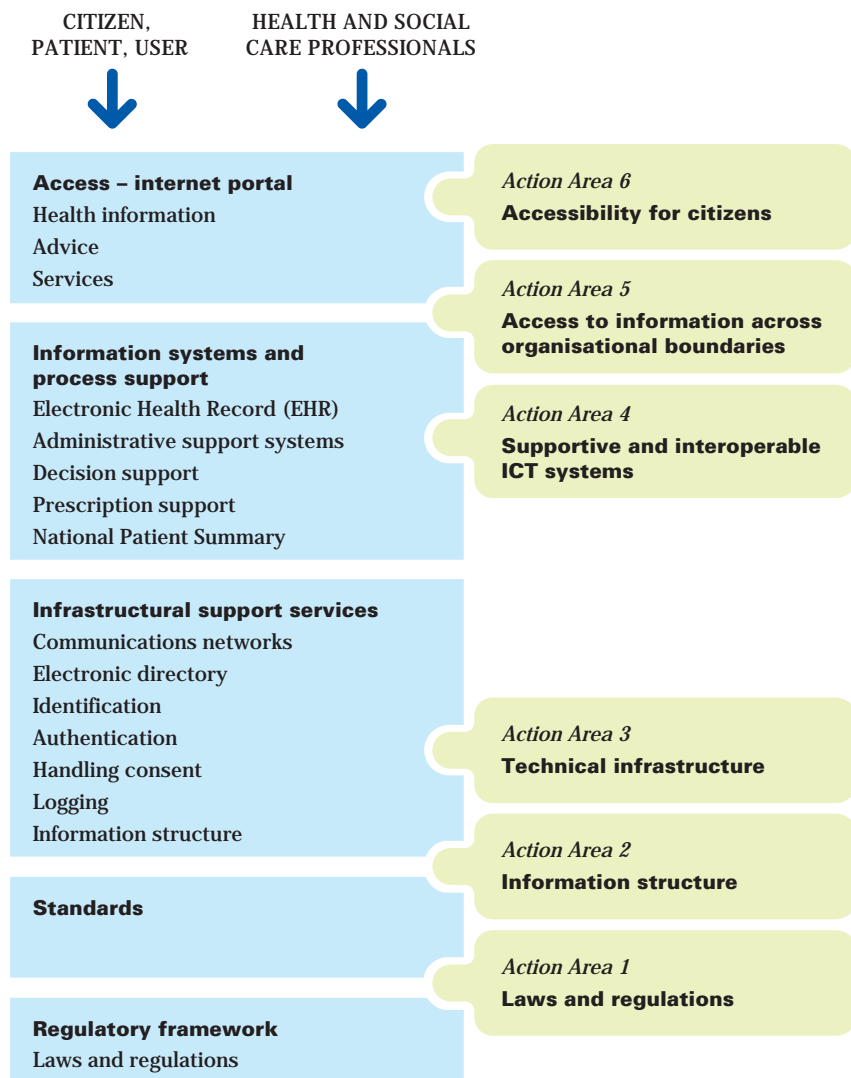 CITIZEN,
PATIENT, USER
HEALTH AND SOCIAL
CARE PROFESSIONALS
Access – internet portal
Health information
Advice
Services
Action Area 6
Accessibility for citizens
Action Area 5
Access to information across
organisational boundaries
Information systems and
process support
Electronic Health Record (EHR)
Administrative support systems
Decision support
Prescription support
National Patient Summary
Action Area 4
Supportive and interoperable
ICT systems
Infrastructural support services
Communications networks
Electronic directory
Identification
Authentication
Handling consent
Logging
Information structure
Action Area 3
Technical infrastructure
Action Area 2
Information structure
Standards
Action Area 1
Laws and regulations
Regulatory framework
Laws and regulations